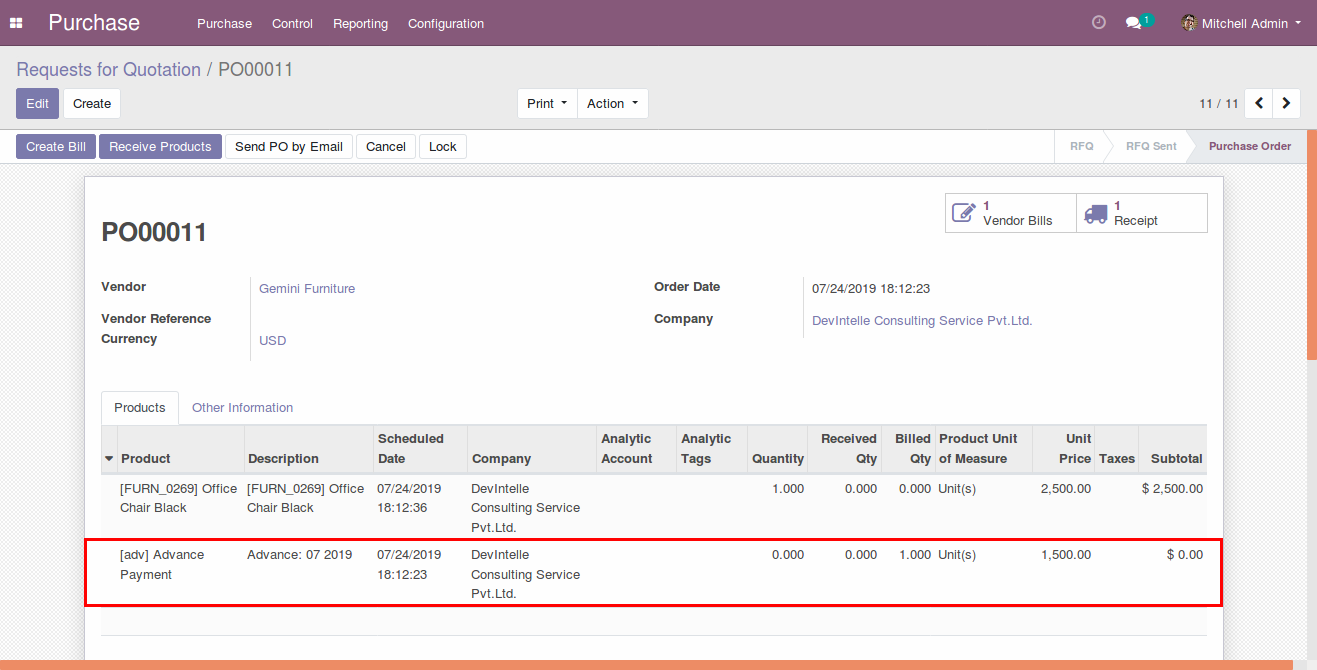 Purchase Purchase Control Reporting Configuration 1 Mitchell Admin
Requests for Quotation / PO00011
Edit Create Print Action 11 / 11
Create Bill Receive Products Send PO by Email Cancel Lock RFQ RFQ Sent Purchase Order
1
Vendor Bills
1
Receipt
PO00011
Vendor Gemini Furniture
Vendor Reference
Currency USD
Order Date 07/24/2019 18:12:23
Company DevIntelle Consulting Service Pvt.Ltd.
Products Other Information
Scheduled Analytic Analytic Received Billed Product Unit Unit
Product Description Date Company Account Tags Quantity Qty Qty of Measure Price Taxes Subtotal
[FURN_0269] Office [FURN_0269] Office 07/24/2019 DevIntelle 1.000 0.000 0.000 Unit(s) 2,500.00 $ 2,500.00
Chair Black Chair Black 18:12:36 Consulting Service
Pvt.Ltd.
[adv] Advance Advance: 07 2019 07/24/2019 DevIntelle 0.000 0.000 1.000 Unit(s) 1,500.00 $ 0.00
Payment 18:12:23 Consulting Service
Pvt.Ltd.